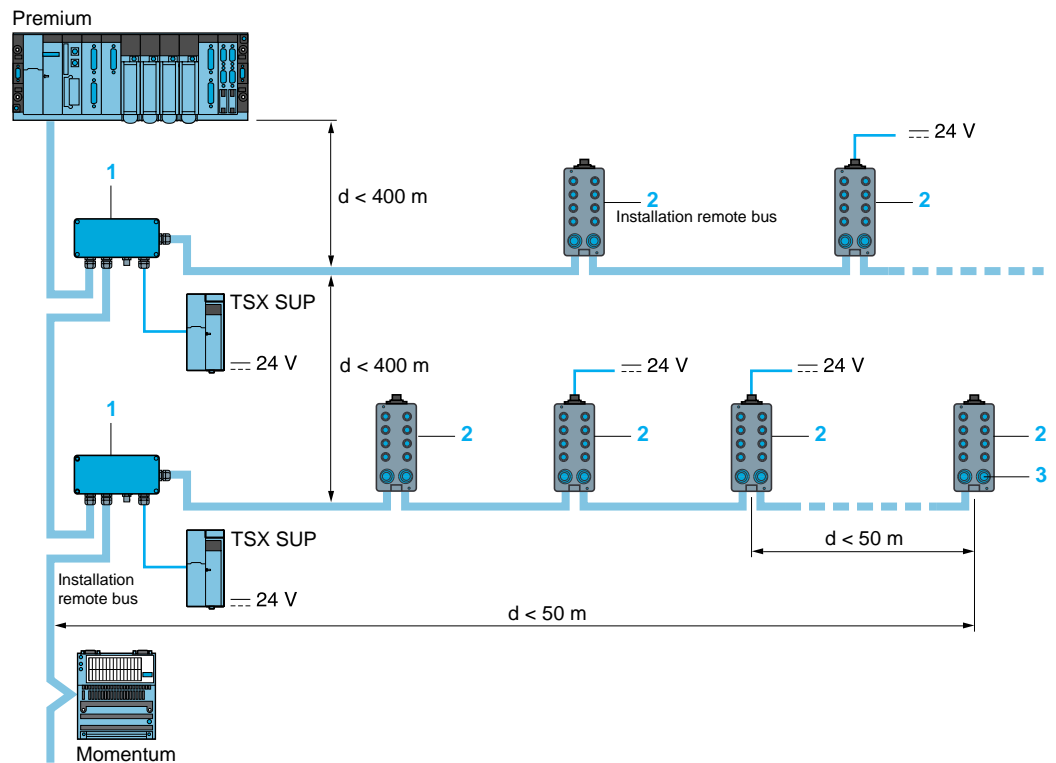 Premium
24 V
1
d < 400 m
2
Installation remote bus
2
TSX SUP
24 V
d < 400 m
24 V
24 V
1
2
2
2
2
3
TSX SUP
d < 50 m
Installation
remote bus
24 V
d < 50 m
Momentum